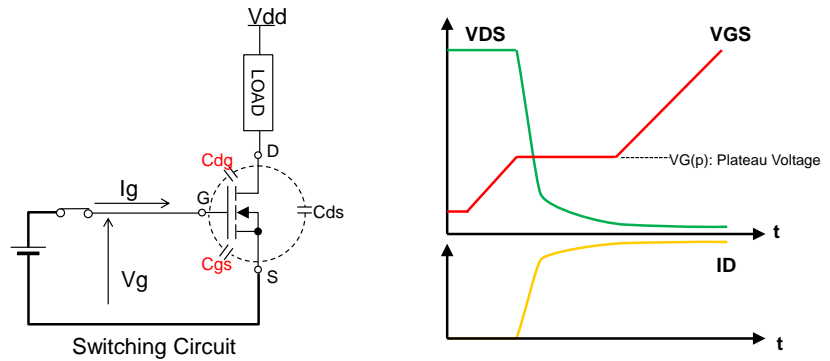 Vdd
LOAD
D
Cdg
Ig
G
Cds
Cgs
Vg
S
Switching Circuit
VDS
VGS
VG(p): Plateau Voltage
t
ID
t